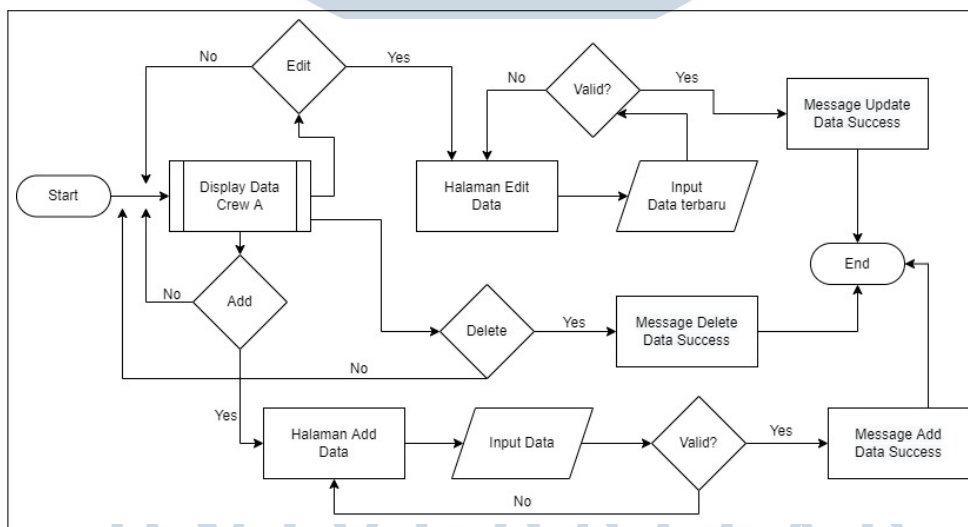 No
Edit
Yes
No
Valid?
Yes
Message Update
Data Success
Start
Display Data
Crew A
Halaman Edit
Data
Input
Data terbaru
End
No
Add
Delete
Yes
Message Delete
Data Success
No
Yes
Halaman Add
Data
Input Data
Valid?
Yes
Message Add
Data Success
No